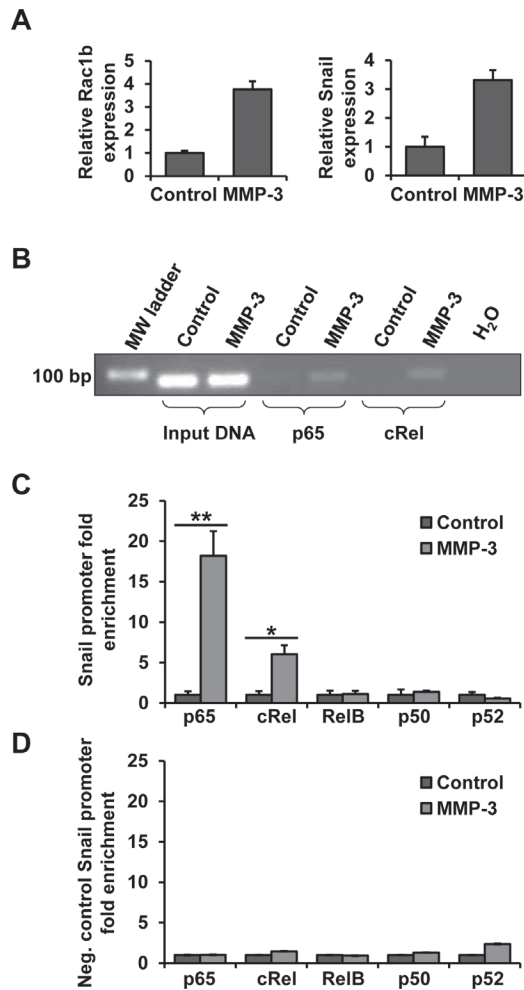 A
Relative Rac1b
expression
5
4
3
2
1
0
Control MMP-3
Relative Snail
expression
4
3
2
1
0
Control MMP-3
B
MW ladder
Control
MMP-3
Control
MMP-3
Control
MMP-3
H2O
100 bp
Input DNA
p65
cRel
C
Snail promoter fold
enrichment
25
20
15
10
5
0
**
*
Control
MMP-3
p65
cRel
RelB
p50
p52
D
Neg. control Snail promoter
fold enrichment
25
20
15
10
5
0
Control
MMP-3
p65
cRel
RelB
p50
p52